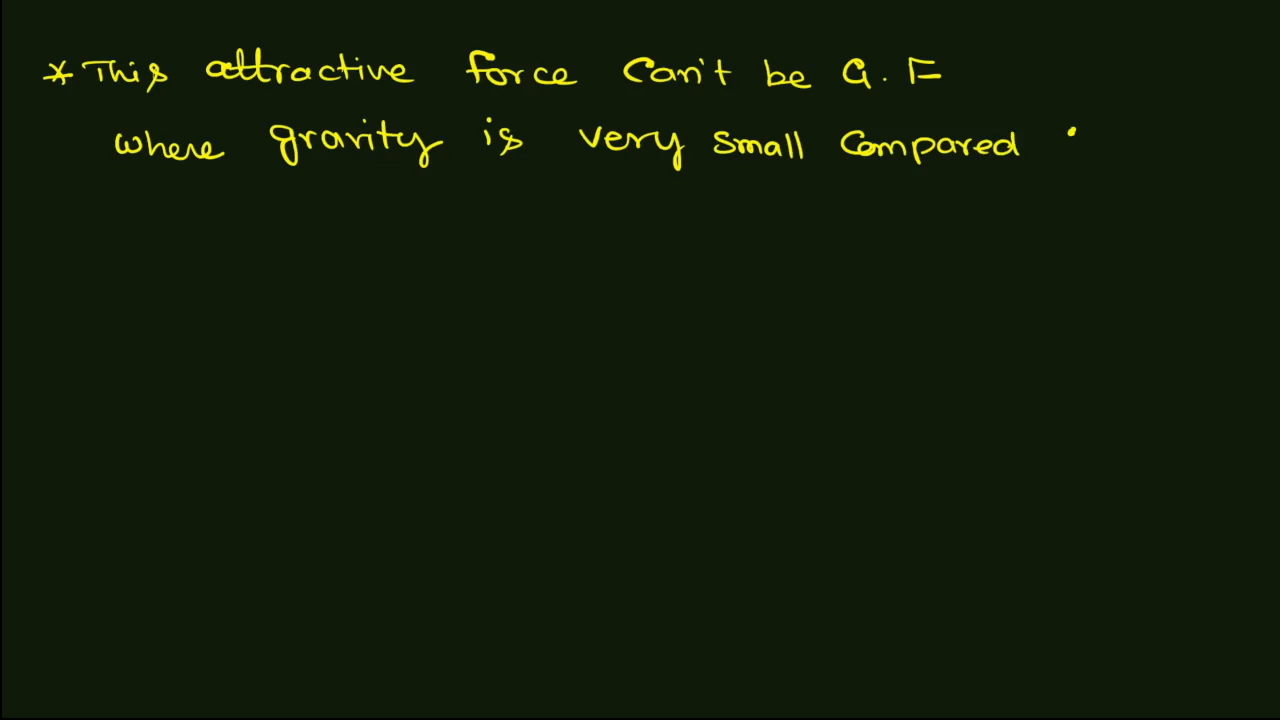 * This attractive force can't be G.F
where gravity is very small compared